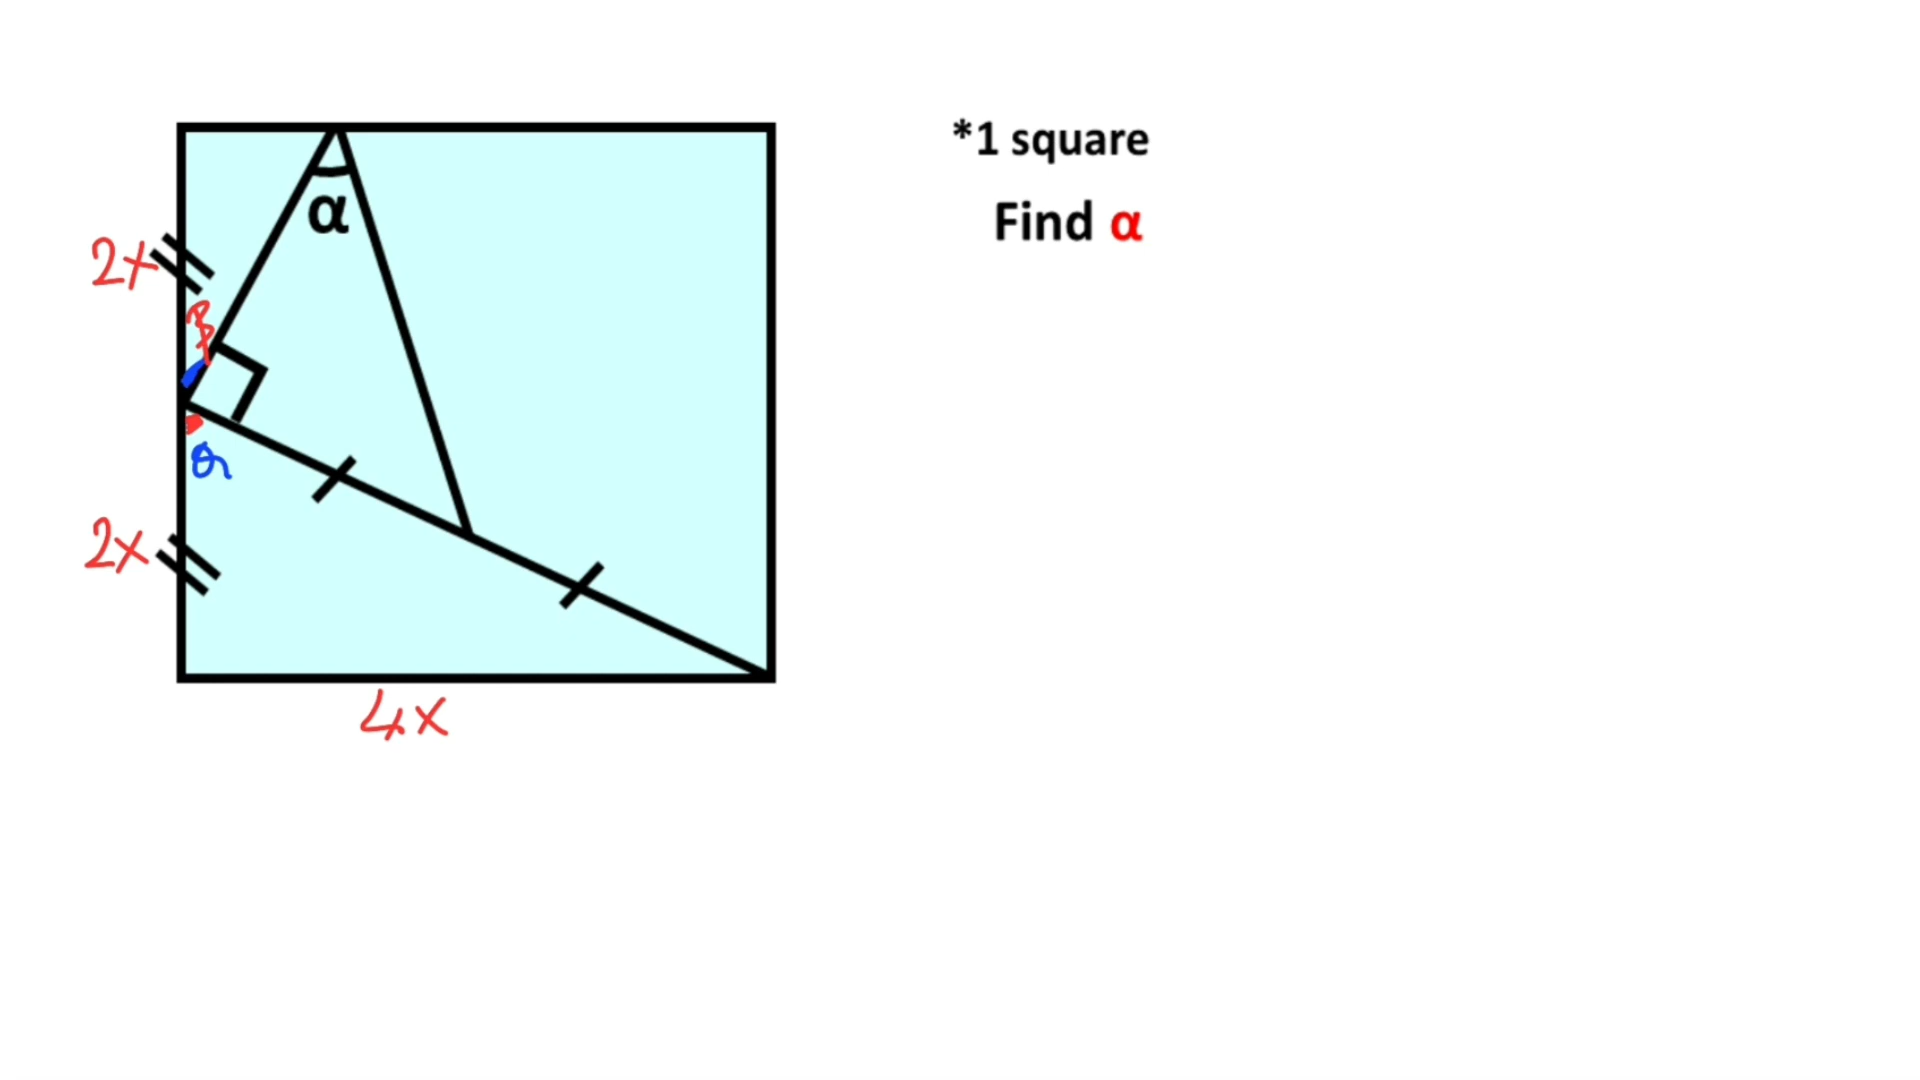 *1 square
Find α
α
2x
β
θ
2x
4x